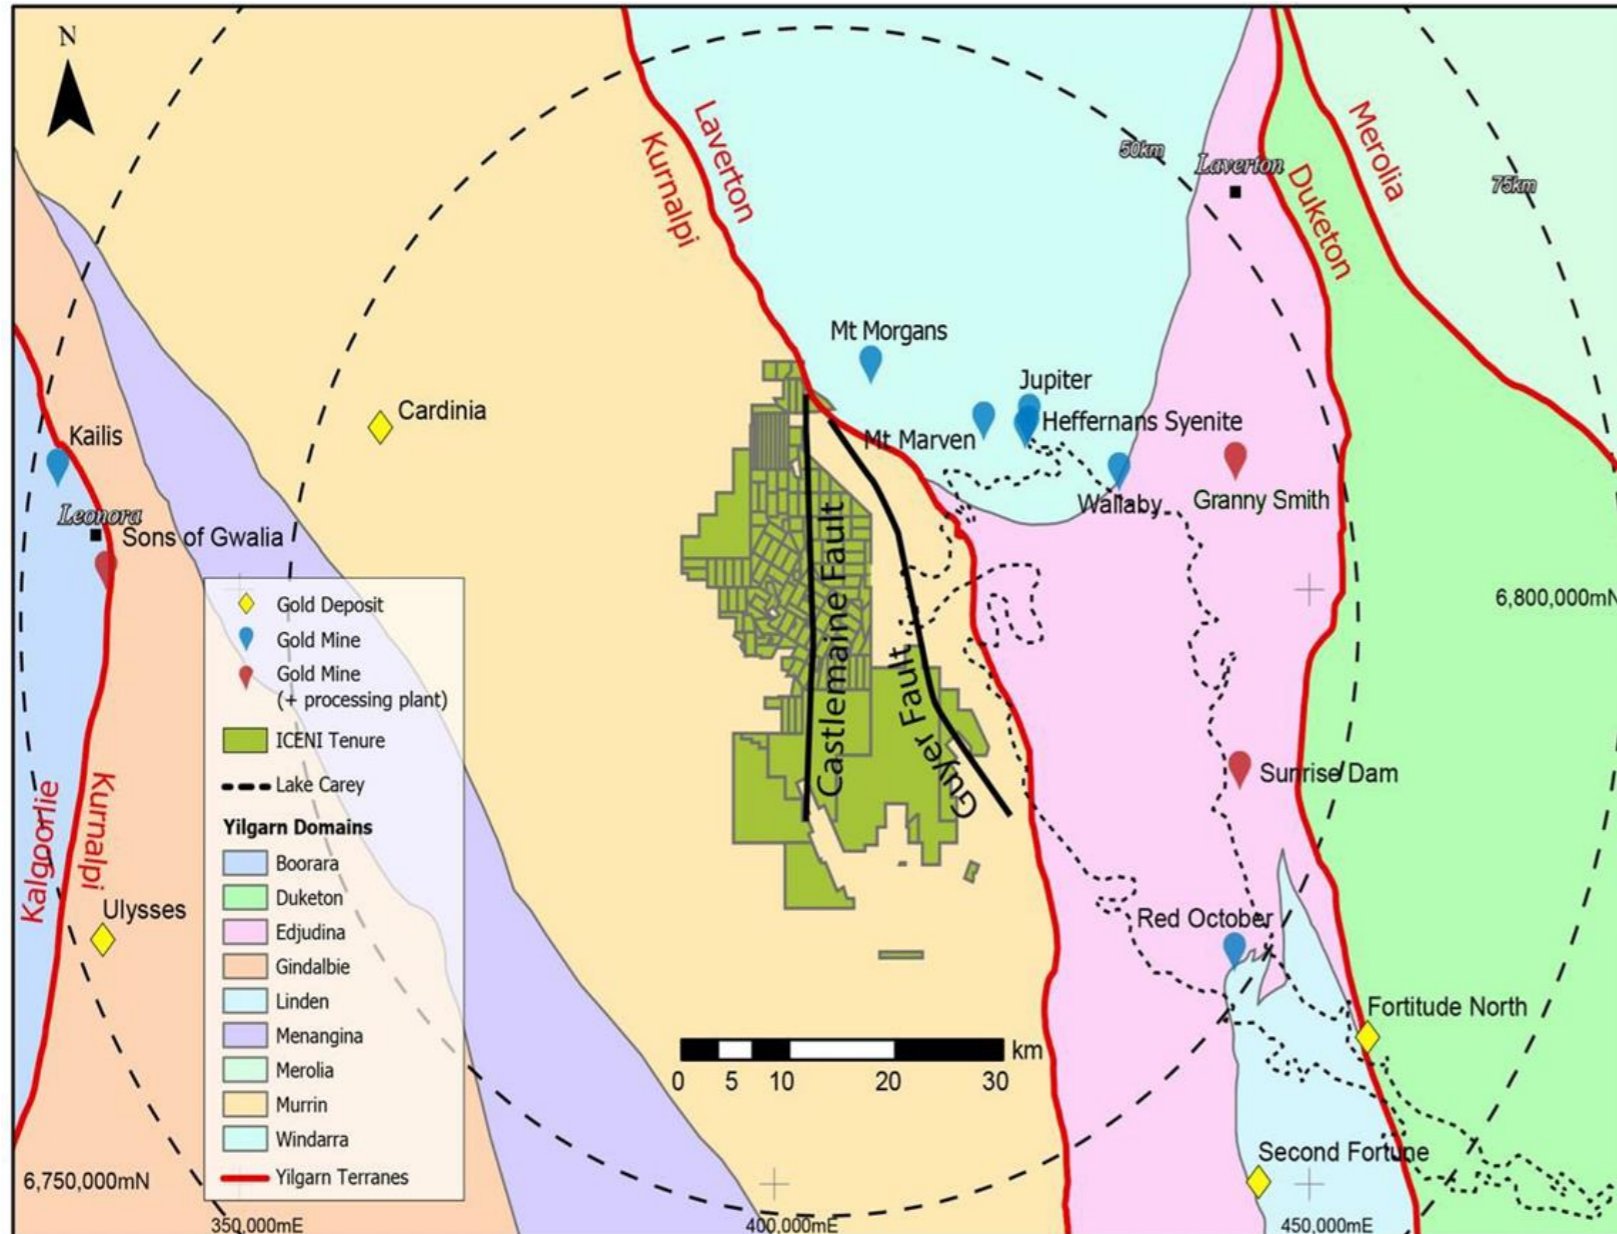 N
Laverton
Kurnalpi
50km
Laverton
Merolia
Duketon
75km
Mt Morgans
Jupiter
Cardinia
Heffernans Syenite
Mt Marven
Kailis
Wallaby
Granny Smith
Leonora
Sons of Gwalia
6,800,000mN
Castlemaine Fault
Guyer Fault
Gold Deposit
Gold Mine
Gold Mine
(+ processing plant)
ICENI Tenure
Lake Carey
Yilgarn Domains
Boorara
Duketon
Edjudina
Gindalbie
Linden
Menangina
Merolia
Murrin
Windarra
Yilgarn Terranes
Kalgoorlie
Kurnalpi
Ulysses
Sunrise Dam
Red October
Fortitude North
km
0 5 10 20 30
Second Fortune
6,750,000mN
350,000mE
400,000mE
450,000mE